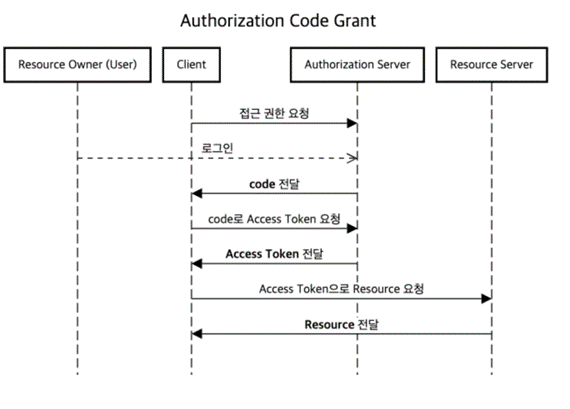 Authorization Code Grant
Resource Owner (User)
Client
Authorization Server
Resource Server
접근 권한 요청
로그인
code 전달
code로 Access Token 요청
Access Token 전달
Access Token으로 Resource 요청
Resource 전달